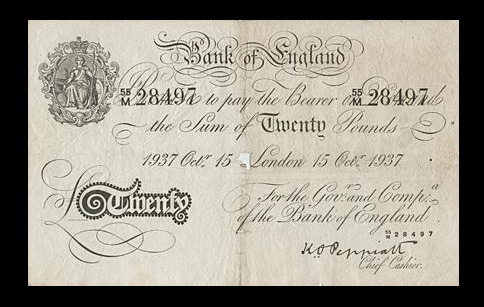 Bank of England
55/M 28497 to pay the Bearer on 55/M 28497
the Sum of Twenty Pounds
1937 Octr. 15 London 15 Octr. 1937
For the Govr. and Compa.
£ Twenty of the Bank of England
55/M 28497
K.O. Peppiatt
Chief Cashier.